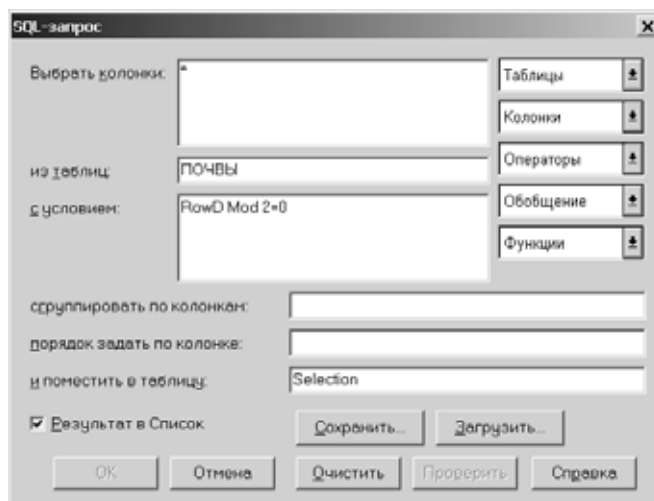 SQL-запрос
Выбрать колонки: *
Таблицы
Колонки
из таблиц: ПОЧВЫ
Операторы
с условием: RowD Mod 2=0
Обобщение
Функции
сгруппировать по колонкам:
порядок задать по колонке:
и поместить в таблицу: Selection
Результат в Список
Сохранить... Загрузить...
ОК Отмена Очистить Проверить Справка